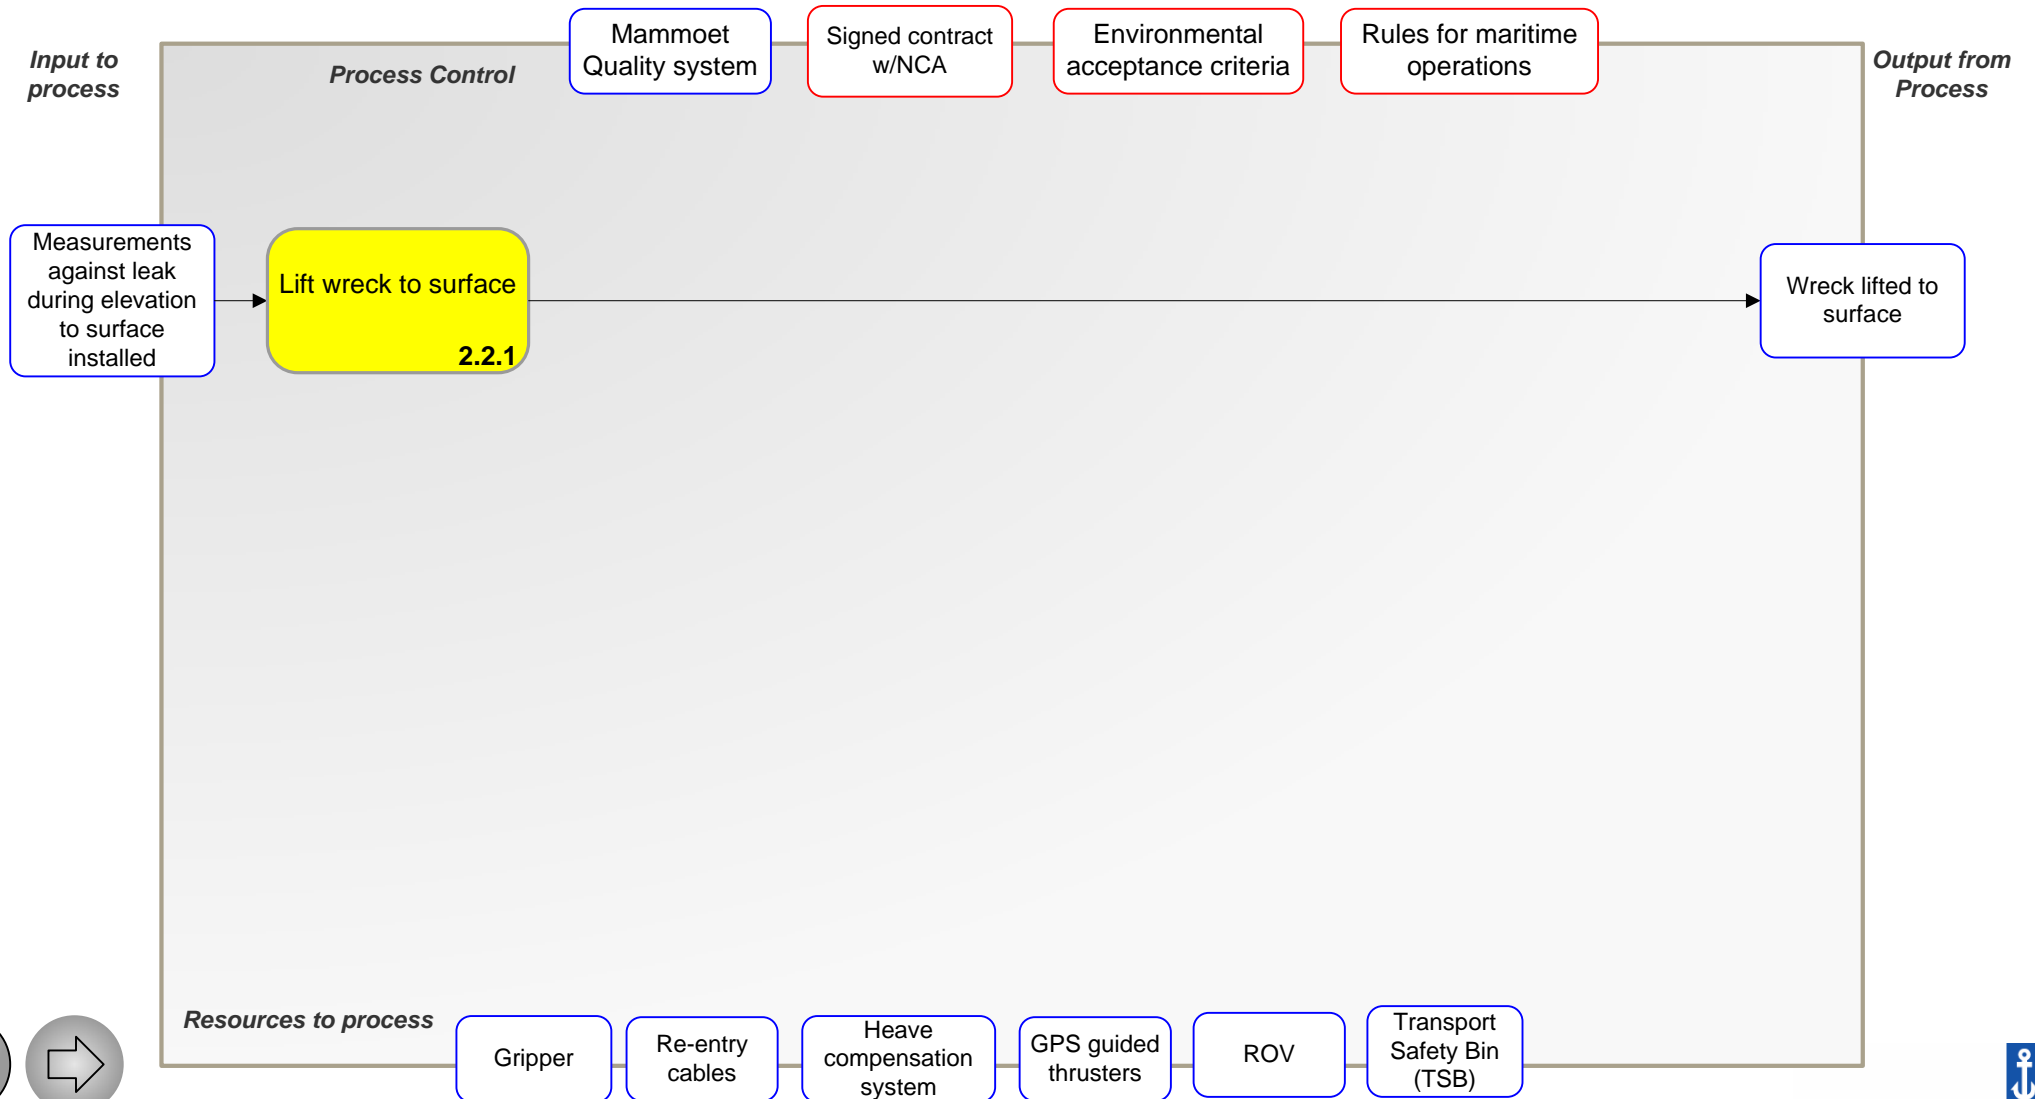 Input to
process
Process Control
Mammoet
Quality system
Signed contract
w/NCA
Environmental
acceptance criteria
Rules for maritime
operations
Output from
Process
Measurements
against leak
during elevation
to surface
installed
Lift wreck to surface
2.2.1
Wreck lifted to
surface
Resources to process
Gripper
Re-entry
cables
Heave
compensation
system
GPS guided
thrusters
ROV
Transport
Safety Bin
(TSB)